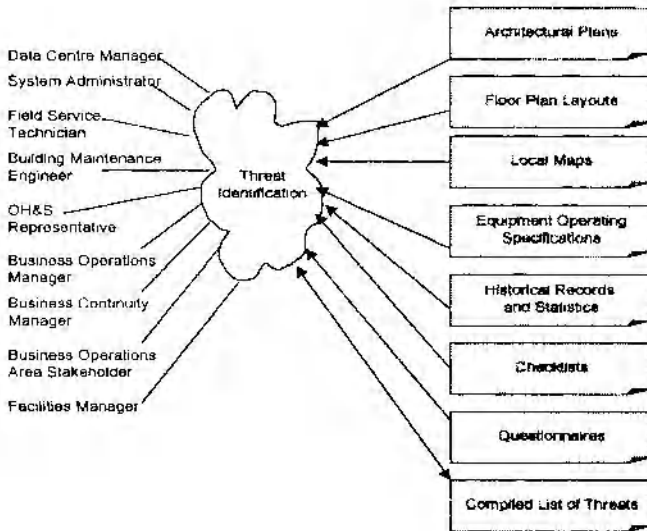 Data Centre Manager
System Administrator
Field Service
Technician
Building Maintenance
Engineer
OH&S
Representative
Business Operations
Manager
Business Continuity
Manager
Business Operations
Area Stakeholder
Facilities Manager
Threat
Identification
Architectural Plans
Floor Plan Layouts
Local Maps
Equipment Operating
Specifications
Historical Records
and Statistics
Checklists
Questionnaires
Compiled List of Threats